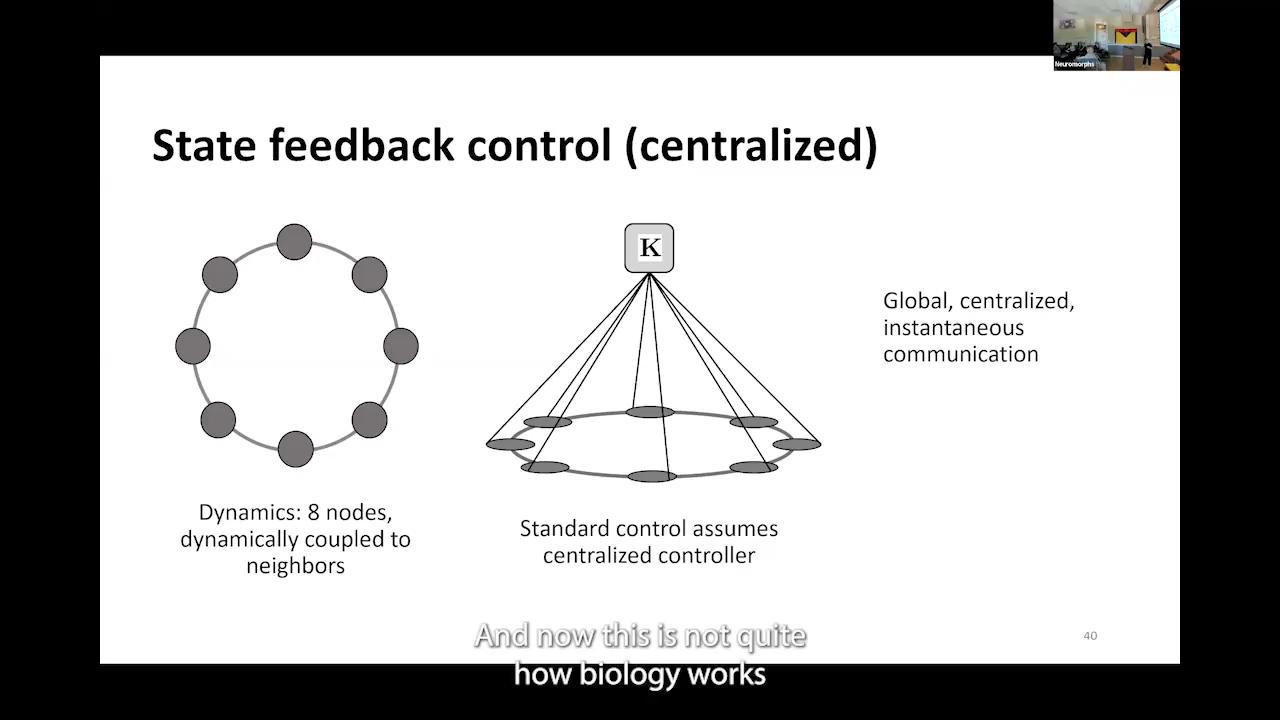 Neuromorphs
State feedback control (centralized)
K
Global, centralized,
instantaneous
communication
Dynamics: 8 nodes,
dynamically coupled to
neighbors
Standard control assumes
centralized controller
And now this is not quite
how biology works
40